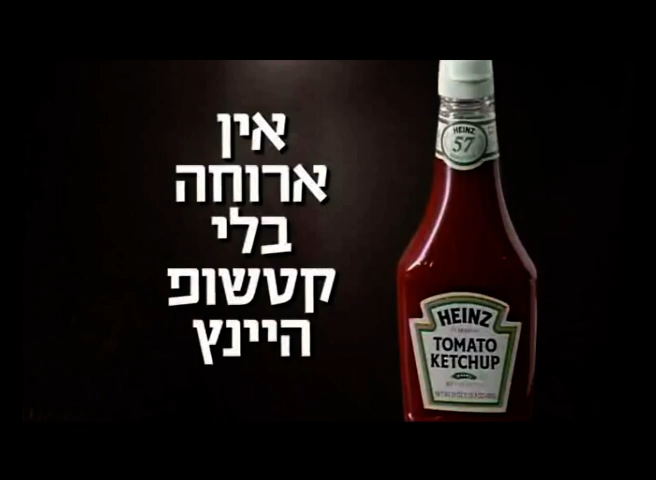 אין
ארוחה
בלי
קטשופ
היינץ
HEINZ
57
HEINZ
TOMATO
KETCHUP